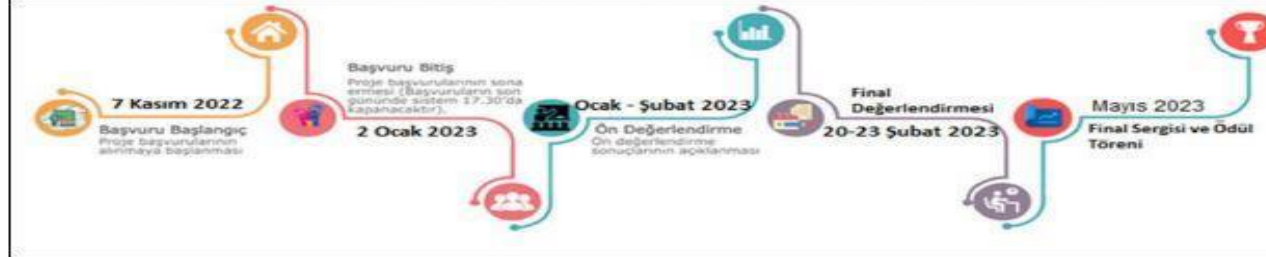 7 Kasım 2022
Başvuru Başlangıç
Proje başvurularının
alınmaya başlanması
Başvuru Bitiş
Proje başvurularının sona
ermesi (Başvuruların son
gününde sistem 17.30'da
kapanacaktır).
2 Ocak 2023
Ocak - Şubat 2023
Ön Değerlendirme
Ön değerlendirme
sonuçlarının açıklanması
Final
Değerlendirmesi
20-23 Şubat 2023
Mayıs 2023
Final Sergisi ve Ödül
Töreni